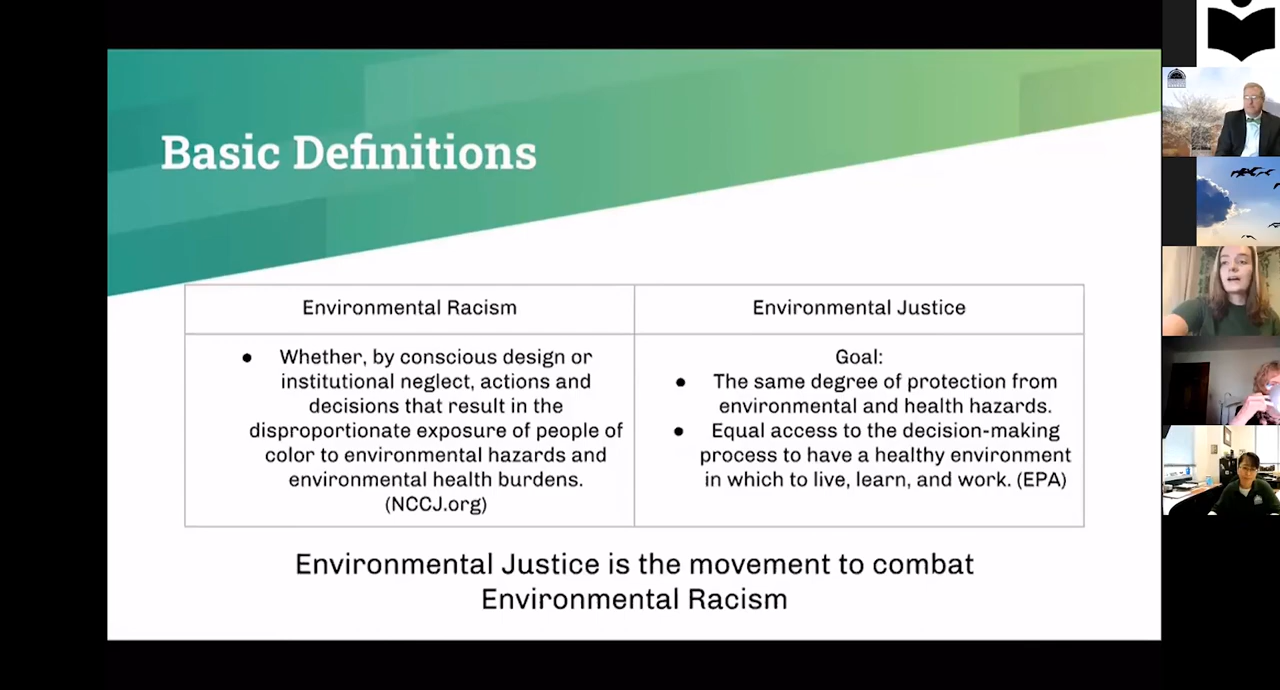 Basic Definitions
Environmental Racism
Environmental Justice
● Whether, by conscious design or
institutional neglect, actions and
decisions that result in the
disproportionate exposure of people of
color to environmental hazards and
environmental health burdens.
(NCCJ.org)
Goal:
● The same degree of protection from
environmental and health hazards.
● Equal access to the decision-making
process to have a healthy environment
in which to live, learn, and work. (EPA)
Environmental Justice is the movement to combat
Environmental Racism